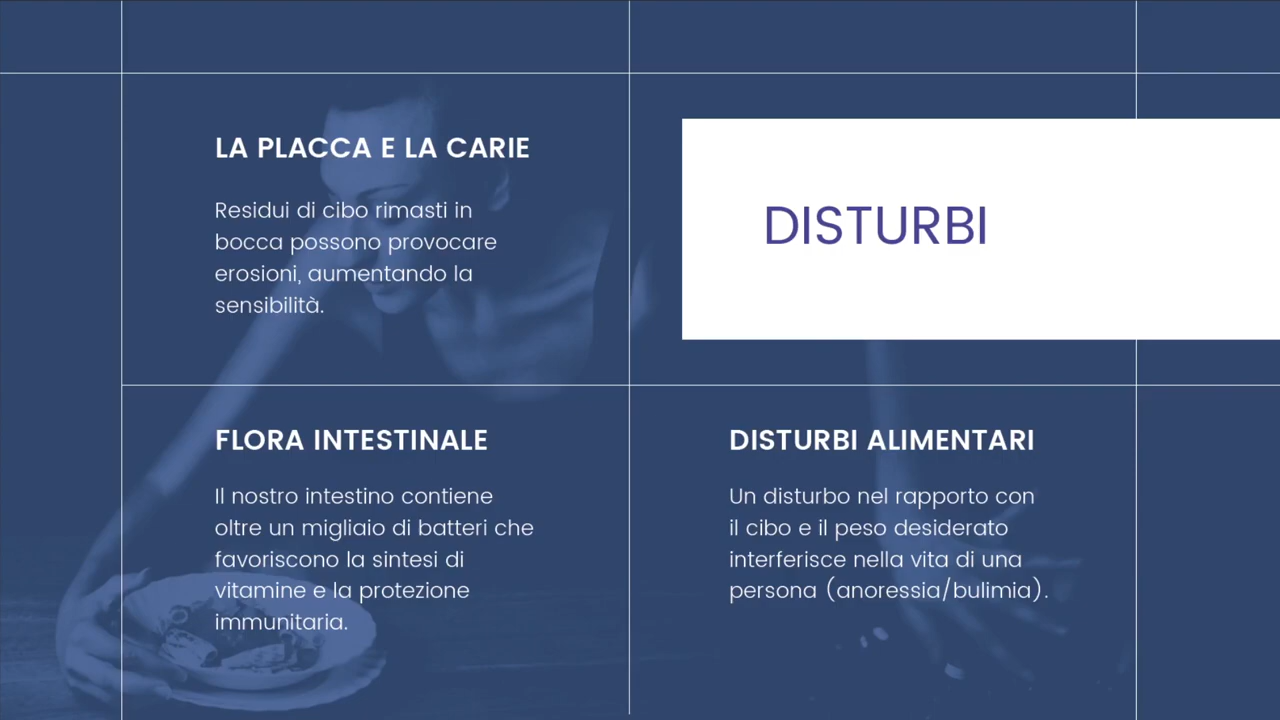 LA PLACCA E LA CARIE
Residui di cibo rimasti in
bocca possono provocare
erosioni, aumentando la
sensibilità.
DISTURBI
FLORA INTESTINALE
Il nostro intestino contiene
oltre un migliaio di batteri che
favoriscono la sintesi di
vitamine e la protezione
immunitaria.
DISTURBI ALIMENTARI
Un disturbo nel rapporto con
il cibo e il peso desiderato
interferisce nella vita di una
persona (anoressia/bulimia).